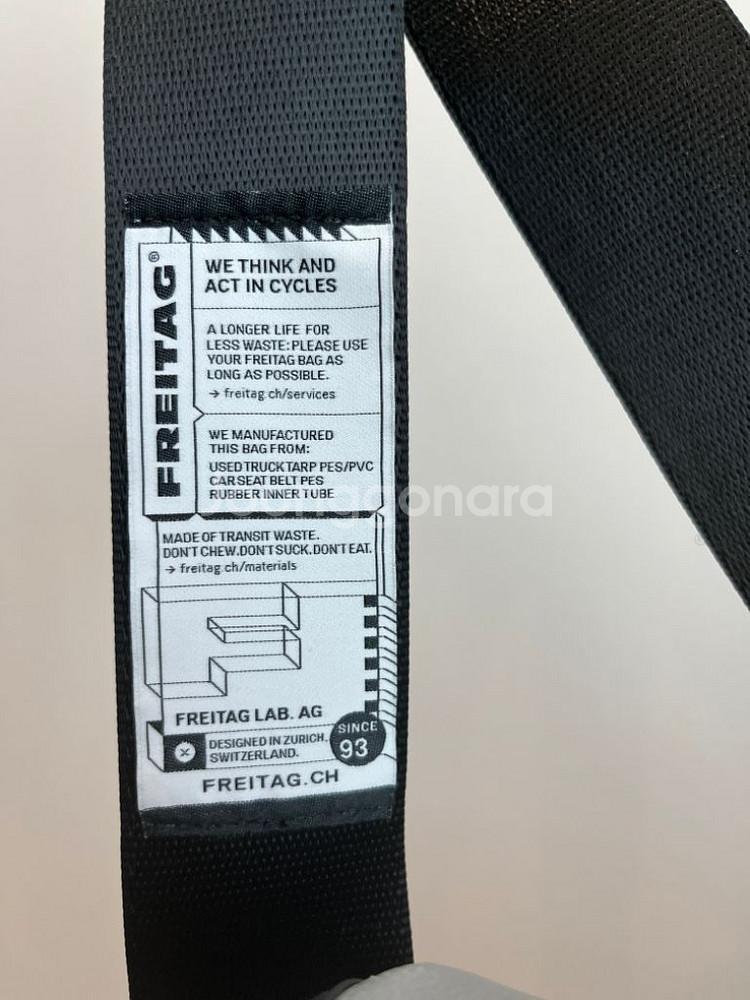 FREITAG®
WE THINK AND
ACT IN CYCLES
A LONGER LIFE FOR
LESS WASTE: PLEASE USE
YOUR FREITAG BAG AS
LONG AS POSSIBLE.
→ freitag.ch/services
WE MANUFACTURED
THIS BAG FROM:
USED TRUCK TARP PES/PVC
CAR SEAT BELT PES
RUBBER INNER TUBE
MADE OF TRANSIT WASTE.
DON'T CHEW. DON'T SUCK. DON'T EAT.
→ freitag.ch/materials
FREITAG LAB. AG
DESIGNED IN ZURICH,
SWITZERLAND.
SINCE
93
FREITAG.CH